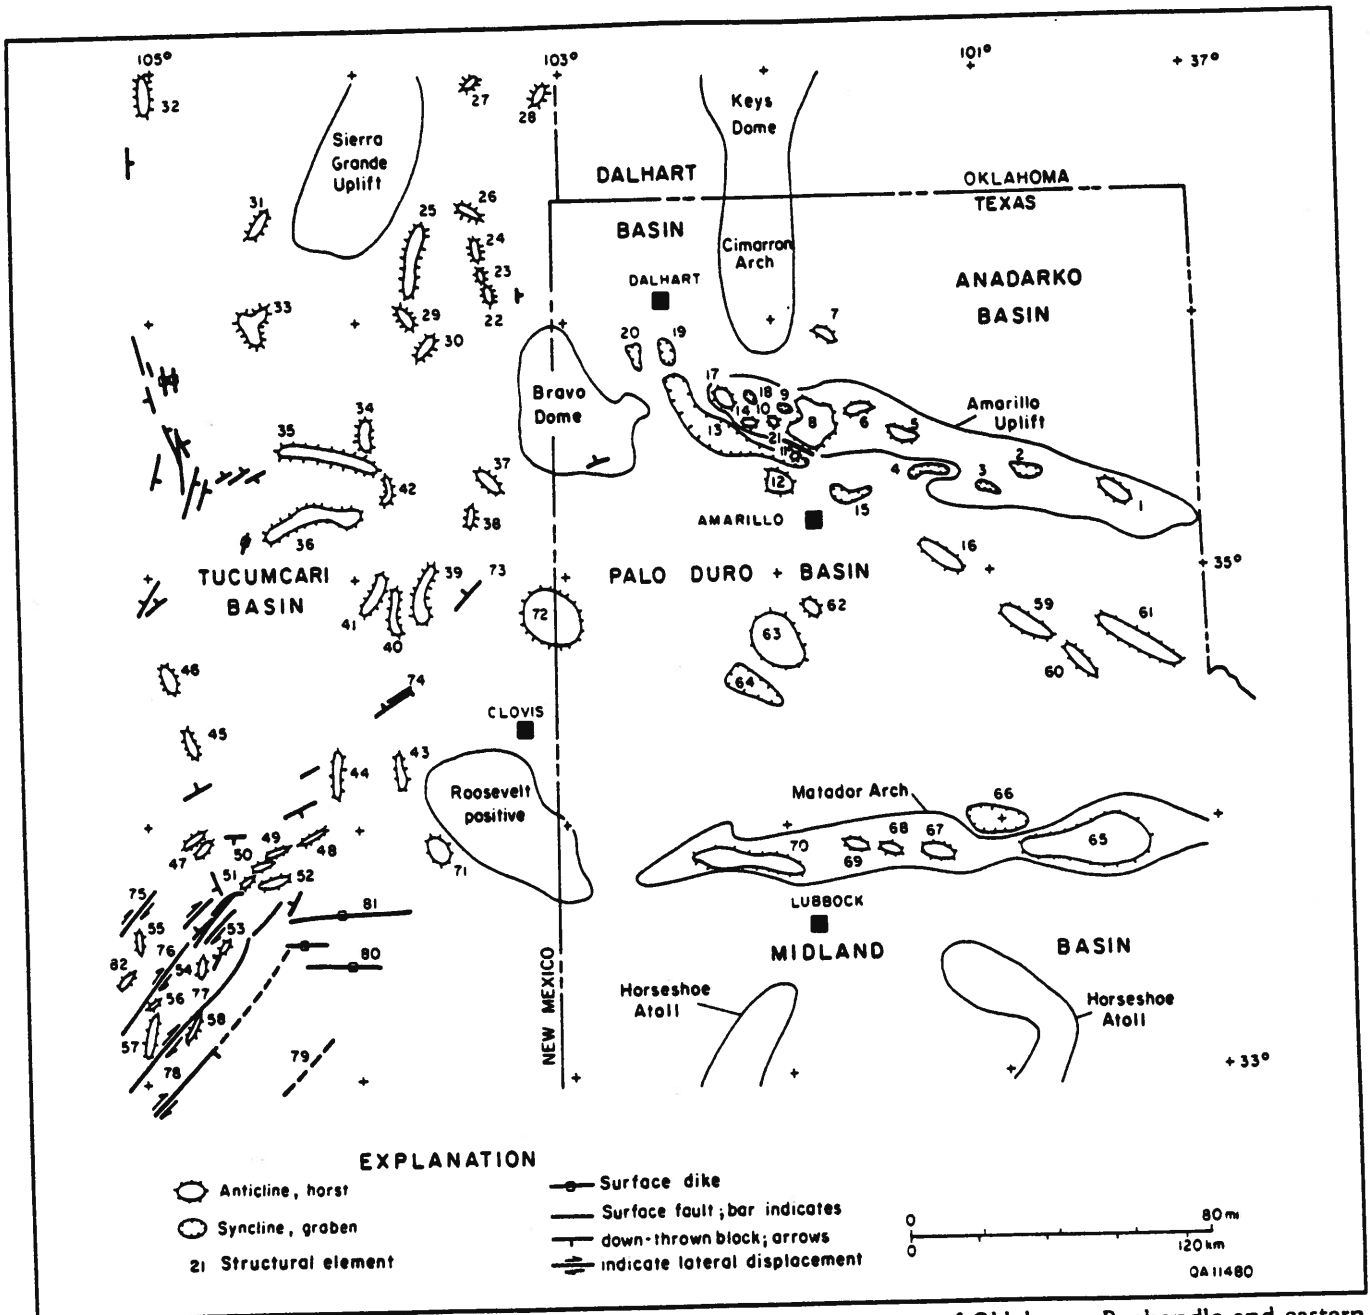 105°
103°
101°
37°
32
27
28
Keys
Dome
Sierra
Grande
Uplift
DALHART
OKLAHOMA
TEXAS
31
25
26
BASIN
24
Cimarron
Arch
23
DALHART
ANADARKO
BASIN
22
33
29
30
7
20
19
17
18
9
Bravo
Dome
14
10
8
6
5
Amarillo
Uplift
34
35
13
21
11
4
3
2
1
37
12
42
15
38
AMARILLO
36
16
35°
TUCUMCARI
BASIN
39
73
PALO DURO + BASIN
41
40
72
62
63
59
61
60
46
64
74
CLOVIS
45
44
43
Roosevelt
positive
Matador Arch
66
49
48
47
50
68
67
65
70
69
51
52
71
75
81
LUBBOCK
55
53
76
80
MIDLAND
BASIN
82
54
77
56
58
57
NEW MEXICO
Horseshoe
Atoll
Horseshoe
Atoll
78
79
33°
EXPLANATION
Anticline, horst
Syncline, graben
21 Structural element
Surface dike
Surface fault; bar indicates
down-thrown block; arrows
indicate lateral displacement
0 80 mi
0 120 km
QA11480